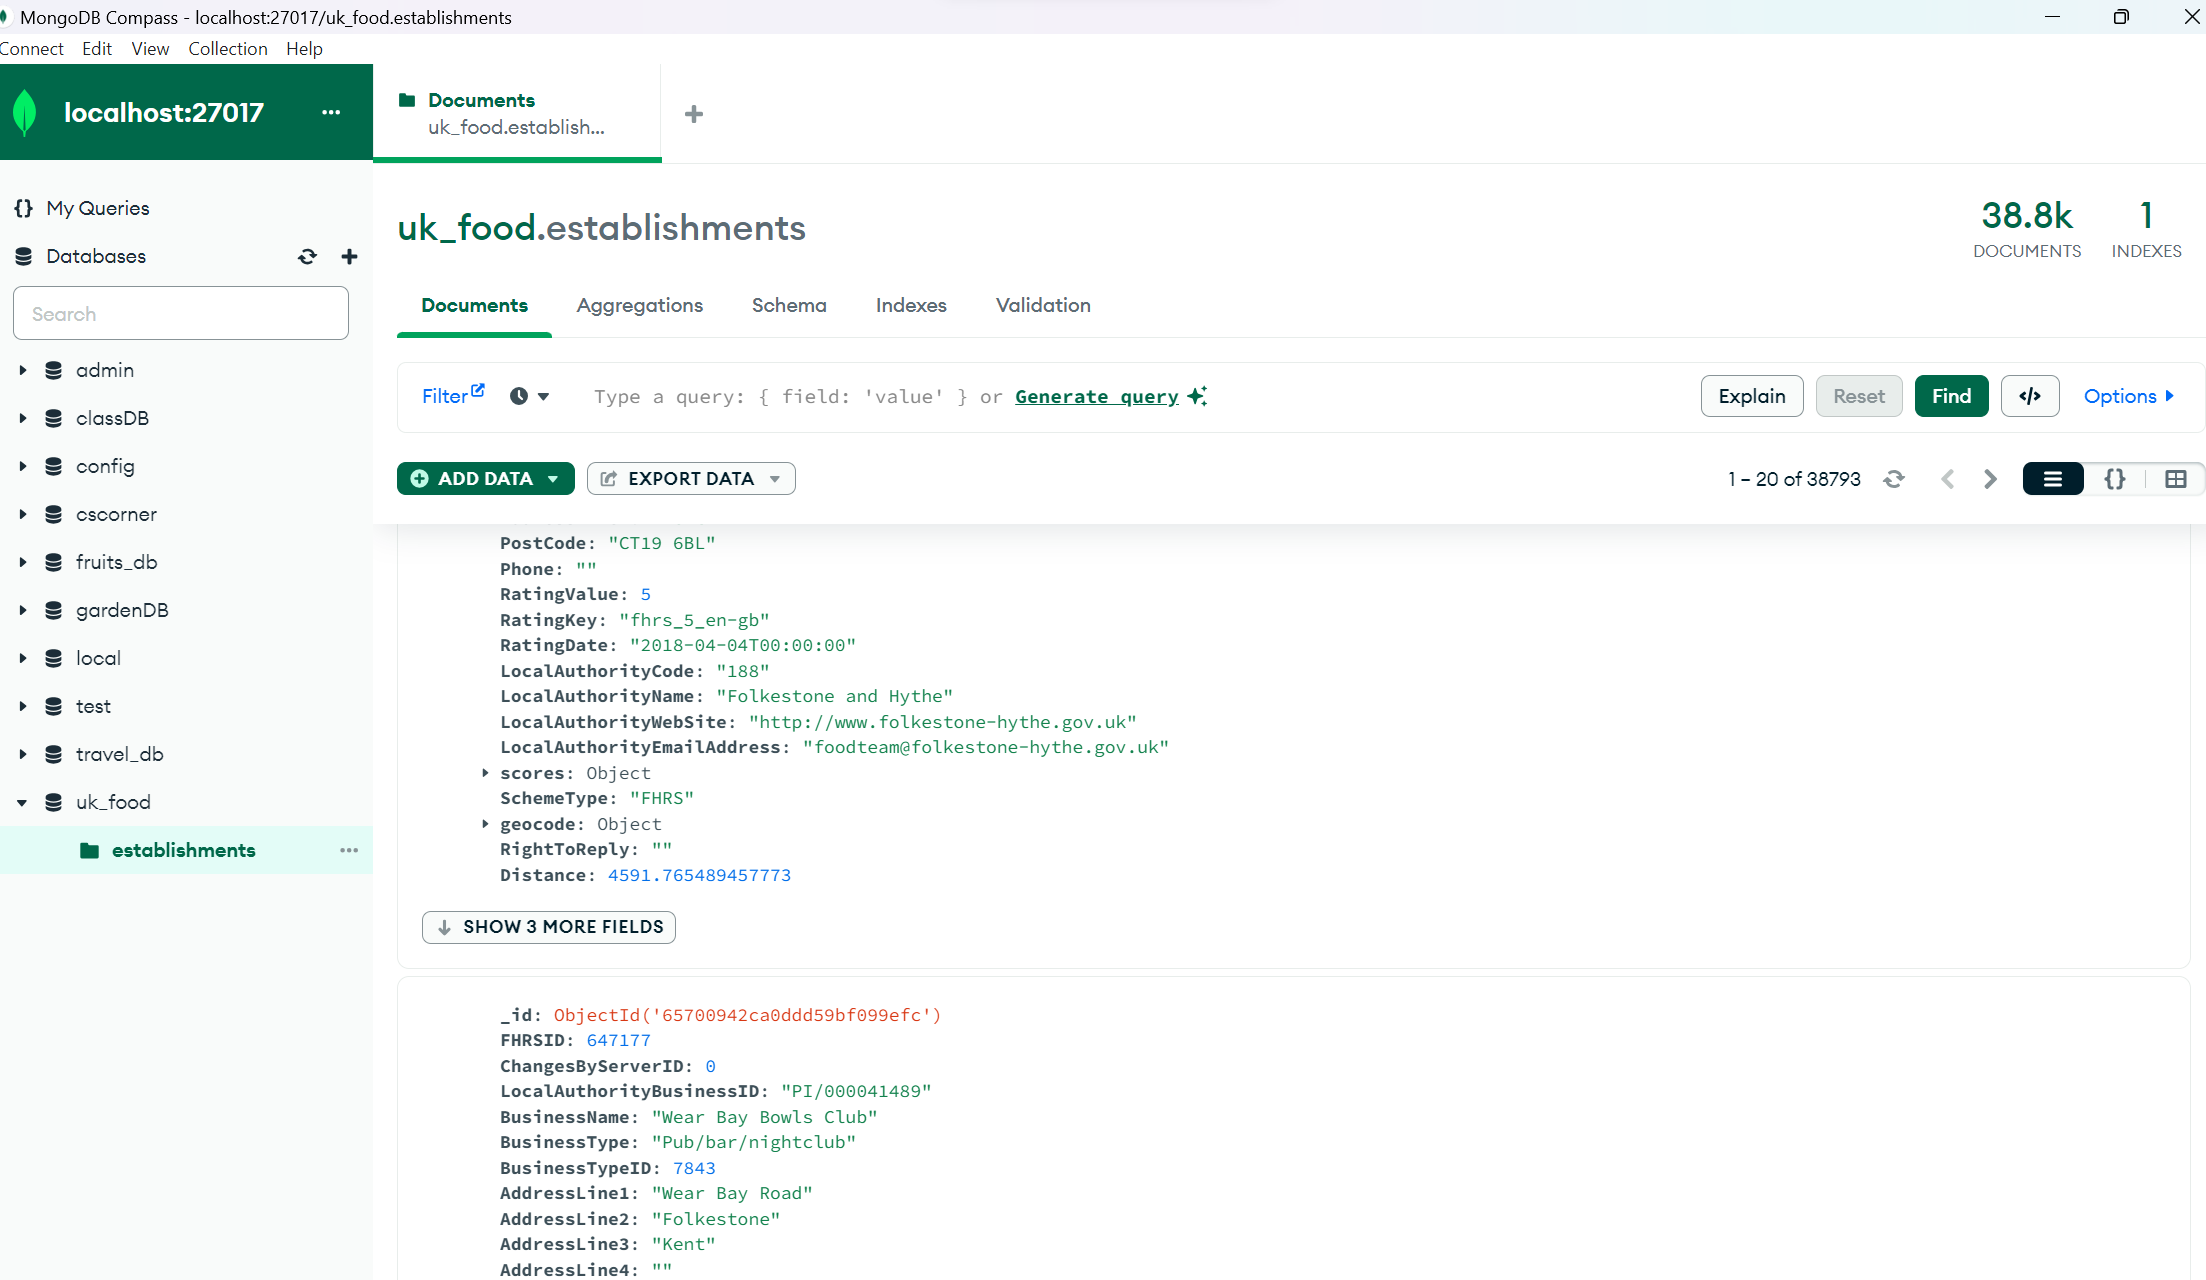 MongoDB Compass - localhost:27017/uk_food.establishments
Connect Edit View Collection Help
localhost:27017
Documents
uk_food.establish...
My Queries
Databases
Search
admin
classDB
config
cscorner
fruits_db
gardenDB
local
test
travel_db
uk_food
establishments
uk_food.establishments
38.8k
DOCUMENTS
1
INDEXES
Documents Aggregations Schema Indexes Validation
Filter Type a query: { field: 'value' } or Generate query Explain Reset Find </> Options
ADD DATA EXPORT DATA 1 – 20 of 38793 {}
PostCode: "CT19 6BL"
Phone: ""
RatingValue: 5
RatingKey: "fhrs_5_en-gb"
RatingDate: "2018-04-04T00:00:00"
LocalAuthorityCode: "188"
LocalAuthorityName: "Folkestone and Hythe"
LocalAuthorityWebSite: "http://www.folkestone-hythe.gov.uk"
LocalAuthorityEmailAddress: "foodteam@folkestone-hythe.gov.uk"
scores: Object
SchemeType: "FHRS"
geocode: Object
RightToReply: ""
Distance: 4591.765489457773
SHOW 3 MORE FIELDS
_id: ObjectId('65700942ca0ddd59bf099efc')
FHRSID: 647177
ChangesByServerID: 0
LocalAuthorityBusinessID: "PI/000041489"
BusinessName: "Wear Bay Bowls Club"
BusinessType: "Pub/bar/nightclub"
BusinessTypeID: 7843
AddressLine1: "Wear Bay Road"
AddressLine2: "Folkestone"
AddressLine3: "Kent"
AddressLine4: ""